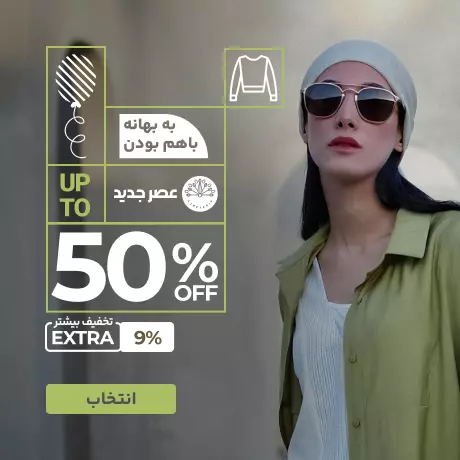 به بهانه
باهم بودن
UP
TO
عصر جدید
50%
OFF
تخفیف بیشتر
EXTRA 9%
انتخاب